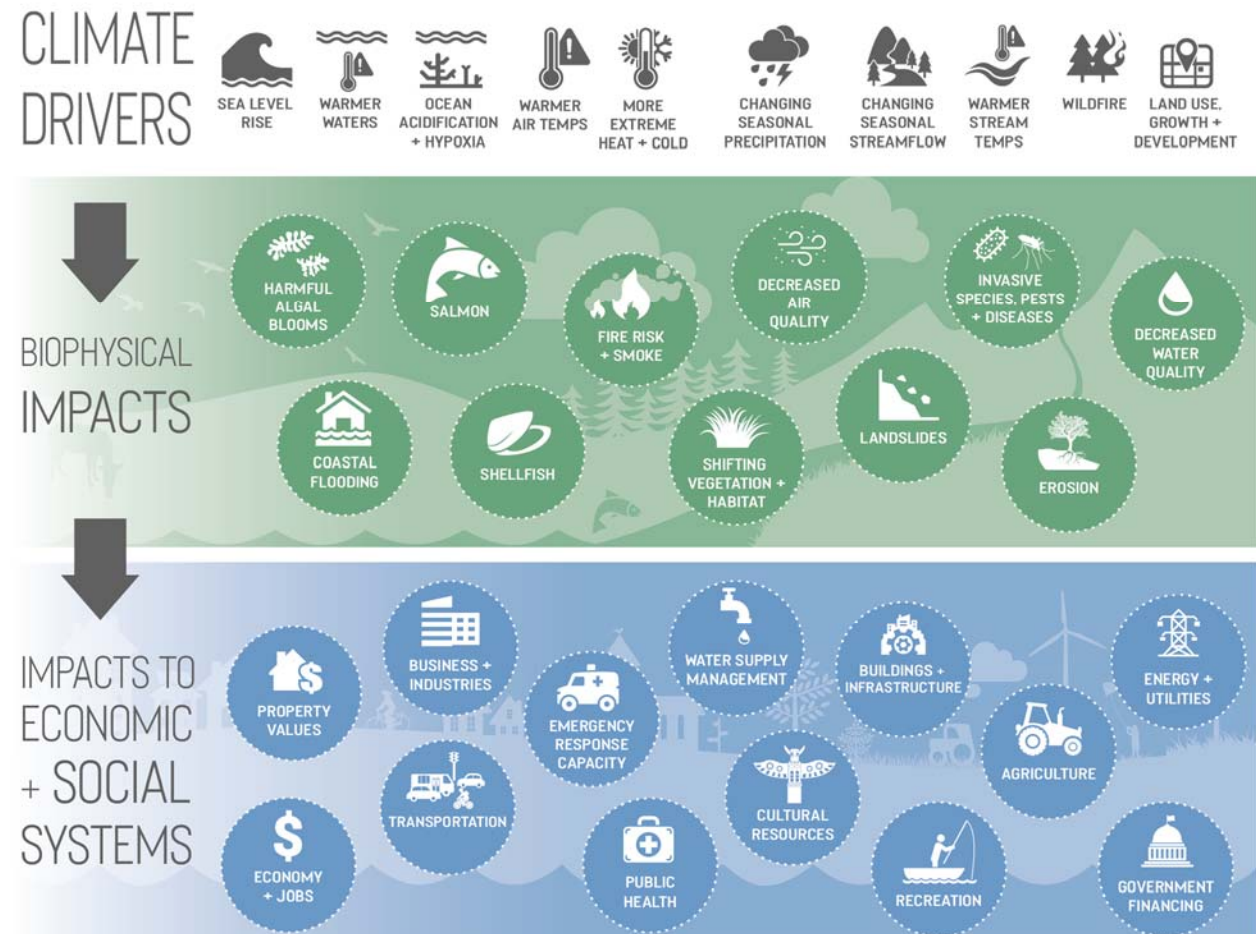 CLIMATE
DRIVERS
SEA LEVEL
RISE
WARMER
WATERS
OCEAN
ACIDIFICATION
+ HYPOXIA
WARMER
AIR TEMPS
MORE
EXTREME
HEAT + COLD
CHANGING
SEASONAL
PRECIPITATION
CHANGING
SEASONAL
STREAMFLOW
WARMER
STREAM
TEMPS
WILDFIRE
LAND USE,
GROWTH +
DEVELOPMENT
BIOPHYSICAL
IMPACTS
HARMFUL
ALGAL
BLOOMS
SALMON
FIRE RISK
+ SMOKE
DECREASED
AIR
QUALITY
INVASIVE
SPECIES, PESTS
+ DISEASES
DECREASED
WATER
QUALITY
COASTAL
FLOODING
SHELLFISH
SHIFTING
VEGETATION +
HABITAT
LANDSLIDES
EROSION
IMPACTS TO
ECONOMIC
+ SOCIAL
SYSTEMS
PROPERTY
VALUES
BUSINESS +
INDUSTRIES
EMERGENCY
RESPONSE
CAPACITY
WATER SUPPLY
MANAGEMENT
BUILDINGS +
INFRASTRUCTURE
ENERGY +
UTILITIES
$
ECONOMY
+ JOBS
TRANSPORTATION
PUBLIC
HEALTH
CULTURAL
RESOURCES
RECREATION
AGRICULTURE
GOVERNMENT
FINANCING